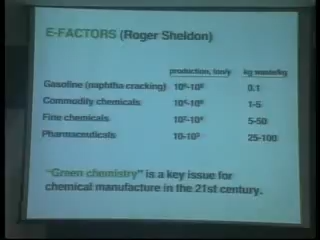 E-FACTORS (Roger Sheldon)
production, ton/y kg waste/kg
Gasoline (naphtha cracking) 10⁶-10⁸ 0.1
Commodity chemicals 10⁴-10⁶ 1-5
Fine chemicals 10²-10⁴ 5-50
Pharmaceuticals 10-10³ 25-100
"Green chemistry" is a key issue for
chemical manufacture in the 21st century.